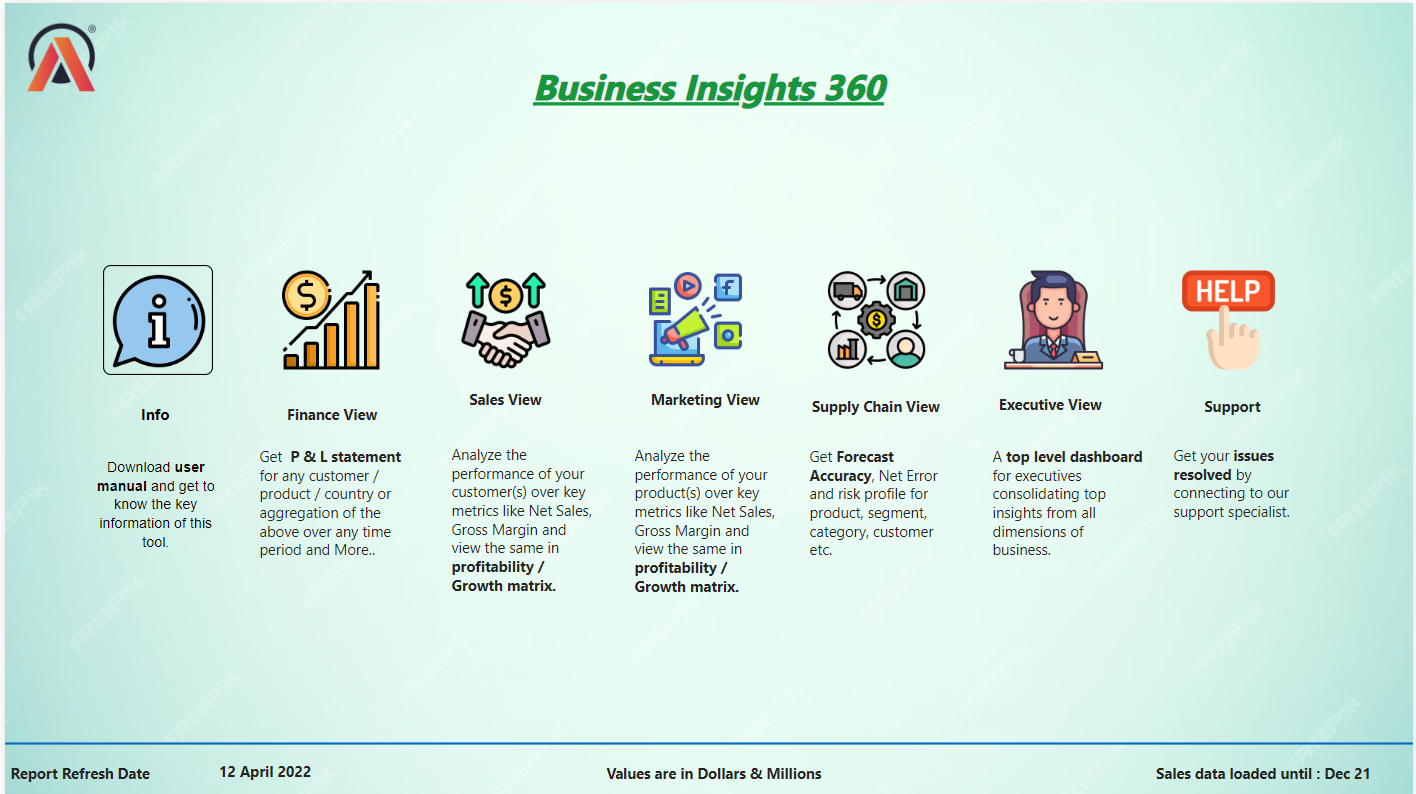 ®
Business Insights 360
HELP
Info
Finance View
Sales View
Marketing View
Supply Chain View
Executive View
Support
Download user
manual and get to
know the key
information of this
tool.
Get P & L statement
for any customer /
product / country or
aggregation of the
above over any time
period and More..
Analyze the
performance of your
customer(s) over key
metrics like Net Sales,
Gross Margin and
view the same in
profitability /
Growth matrix.
Analyze the
performance of your
product(s) over key
metrics like Net Sales,
Gross Margin and
view the same in
profitability /
Growth matrix.
Get Forecast
Accuracy, Net Error
and risk profile for
product, segment,
category, customer
etc.
A top level dashboard
for executives
consolidating top
insights from all
dimensions of
business.
Get your issues
resolved by
connecting to our
support specialist.
Report Refresh Date
12 April 2022
Values are in Dollars & Millions
Sales data loaded until : Dec 21
FREEPIK